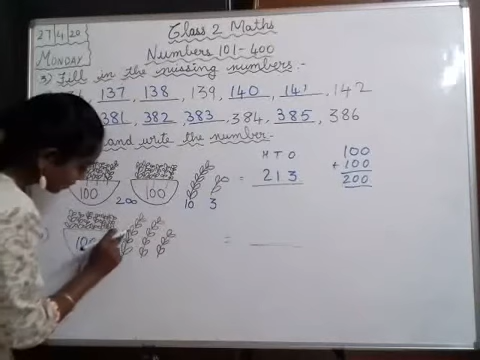 27 4 20
Class 2 Maths
MONDAY
Numbers 101-400
3) Fill in the missing numbers.
137, 138, 139, 140, 141, 142
381, 382, 383, 384, 385, 386
and write the number.
H T O
100
100 100 = 213 + 100
200 10 3 200
100 =